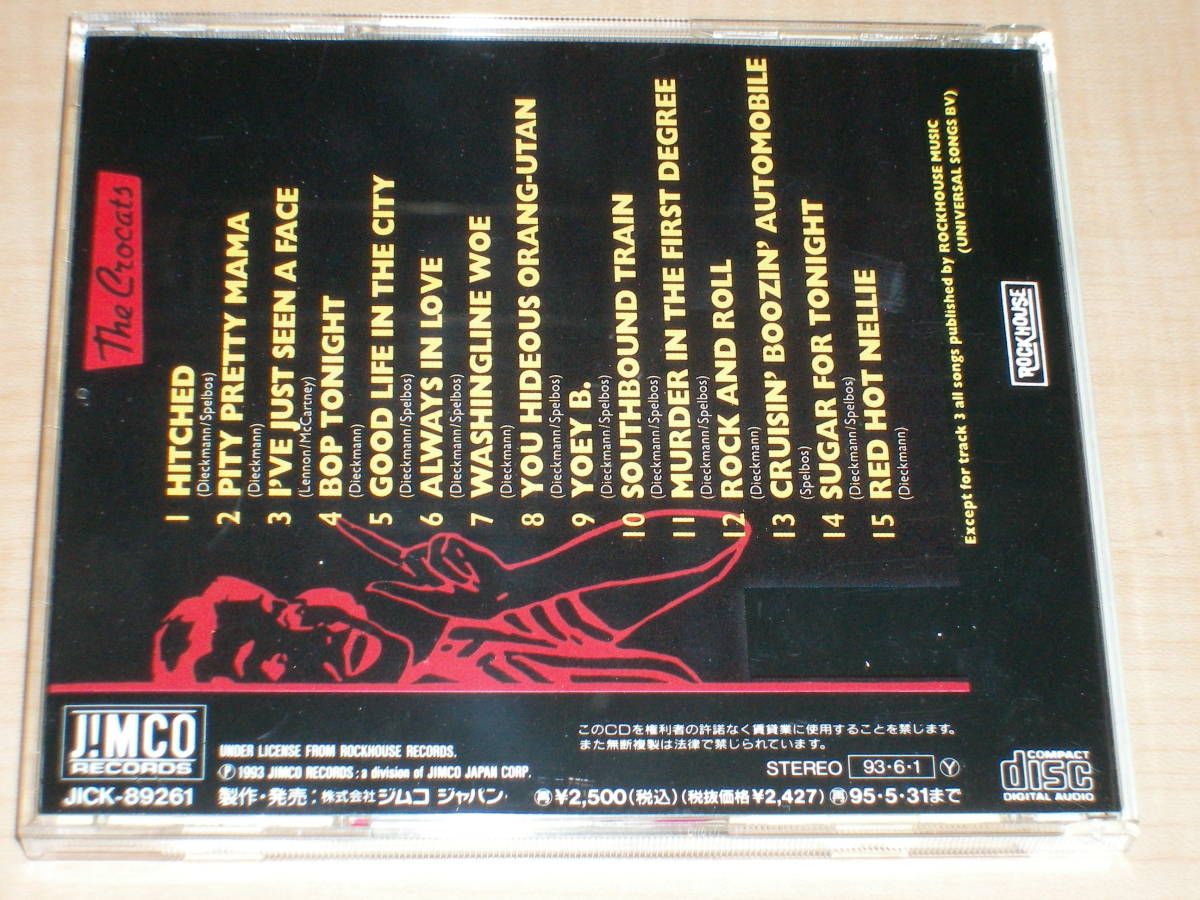 The Crocats
1 HITCHED
(Dieckmann/Spelbos)
2 PITY PRETTY MAMA
(Dieckmann)
3 I'VE JUST SEEN A FACE
(Lennon/McCartney)
4 BOP TONIGHT
(Dieckmann)
5 GOOD LIFE IN THE CITY
(Dieckmann/Spelbos)
6 ALWAYS IN LOVE
(Dieckmann/Spelbos)
7 WASHINGLINE WOE
(Dieckmann)
8 YOU HIDEOUS ORANG-UTAN
(Dieckmann/Spelbos)
9 YOEY B.
(Dieckmann/Spelbos)
10 SOUTHBOUND TRAIN
(Dieckmann/Spelbos)
11 MURDER IN THE FIRST DEGREE
(Dieckmann/Spelbos)
12 ROCK AND ROLL
(Dieckmann)
13 CRUISIN' BOOZIN' AUTOMOBILE
(Spelbos)
14 SUGAR FOR TONIGHT
(Dieckmann/Spelbos)
15 RED HOT NELLIE
(Dieckmann)
Except for track 3 all songs published by ROCKHOUSE MUSIC
(UNIVERSAL SONGS BV)
ROCKHOUSE
J!MCO
RECORDS
JICK-89261
UNDER LICENSE FROM ROCKHOUSE RECORDS.
Ⓟ 1993 JIMCO RECORDS : a division of JIMCO JAPAN CORP.
製作・発売：株式会社ジムコ ジャパン
このCDを権利者の許諾なく賃貸業に使用することを禁じます。
また無断複製は法律で禁じられています。
STEREO 93・6・1 Ⓨ
㊢¥2,500(税込)(税抜価格¥2,427)㊢95・5・31まで
COMPACT
disc
DIGITAL AUDIO